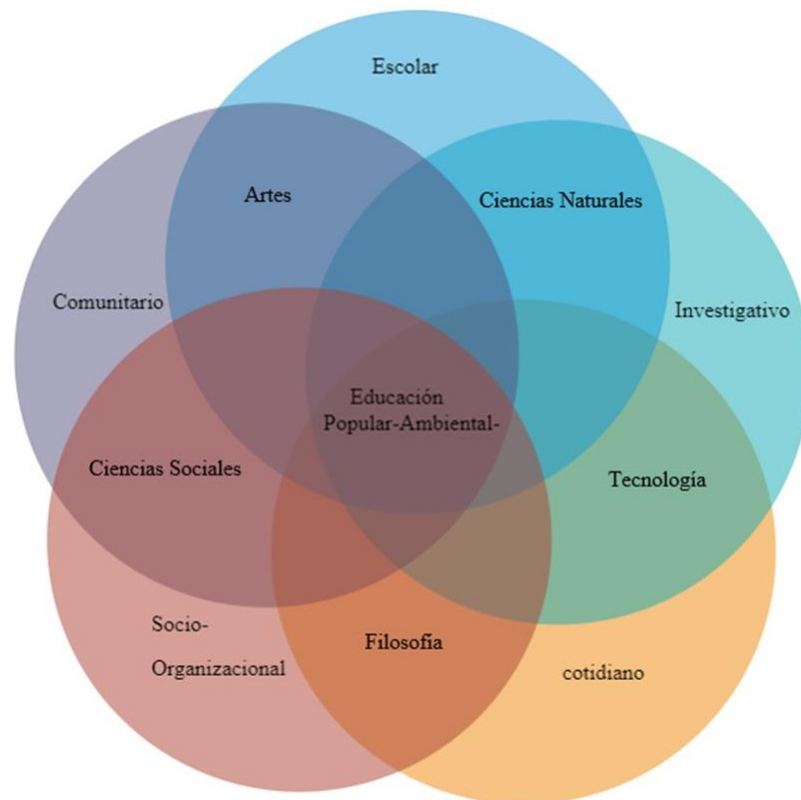 Escolar
Artes
Ciencias Naturales
Comunitario
Investigativo
Educación
Popular-Ambiental-
Ciencias Sociales
Tecnología
Socio-
Organizacional
Filosofía
cotidiano